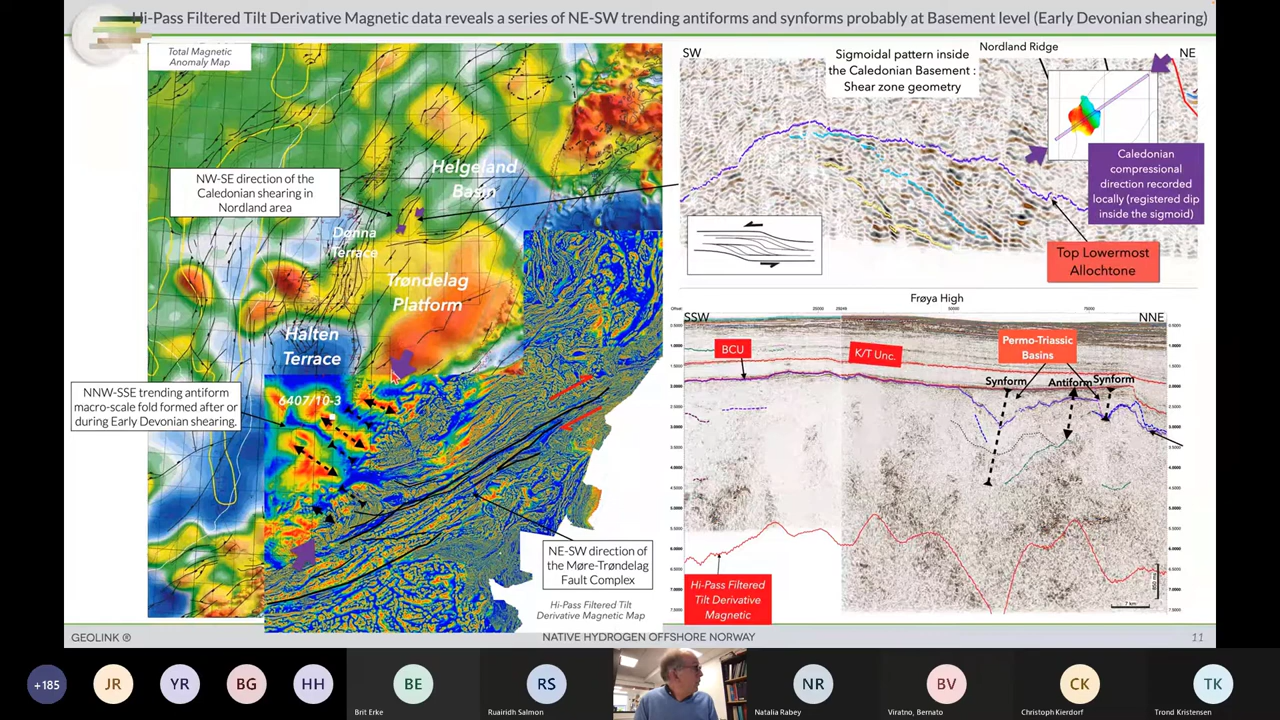 Hi-Pass Filtered Tilt Derivative Magnetic data reveals a series of NE-SW trending antiforms and synforms probably at Basement level (Early Devonian shearing)
Total Magnetic
Anomaly Map
NW-SE direction of the
Caledonian shearing in
Nordland area
Helgeland
Basin
Dønna
Terrace
Trøndelag
Platform
Halten
Terrace
NNW-SSE trending antiform
macro-scale fold formed after or
during Early Devonian shearing.
6407/10-3
NE-SW direction of
the Møre-Trøndelag
Fault Complex
Hi-Pass Filtered Tilt
Derivative Magnetic Map
SW
Sigmoidal pattern inside
the Caledonian Basement :
Shear zone geometry
Nordland Ridge
NE
Caledonian
compressional
direction recorded
locally (registered dip
inside the sigmoid)
Top Lowermost
Allochtone
Frøya High
SSW
NNE
BCU
K/T Unc.
Permo-Triassic
Basins
Synform
Antiform
Synform
Hi-Pass Filtered
Tilt Derivative
Magnetic
7 km
GEOLINK ®
NATIVE HYDROGEN OFFSHORE NORWAY
11
+185
JR
YR
BG
HH
BE
Brit Erke
RS
Ruairidh Salmon
NR
Natalia Rabey
BV
Viratno, Bernato
CK
Christoph Kierdorf
TK
Trond Kristensen